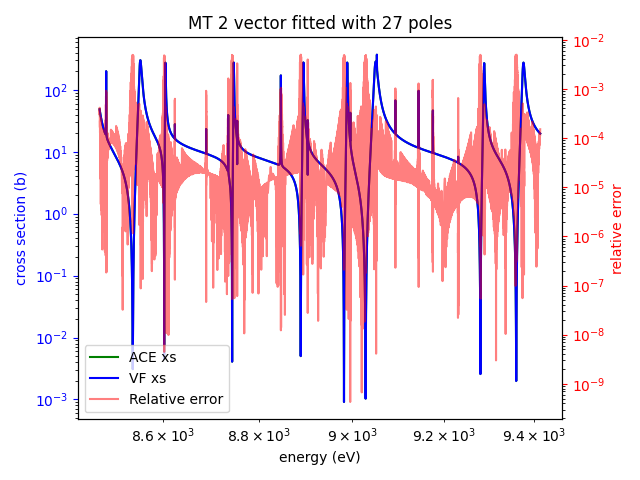 MT 2 vector fitted with 27 poles
10²
10¹
10⁰
10⁻¹
10⁻²
10⁻³
cross section (b)
10⁻²
10⁻³
10⁻⁴
10⁻⁵
10⁻⁶
10⁻⁷
10⁻⁸
10⁻⁹
relative error
ACE xs
VF xs
Relative error
8.6 × 10³
8.8 × 10³
9 × 10³
9.2 × 10³
9.4 × 10³
energy (eV)